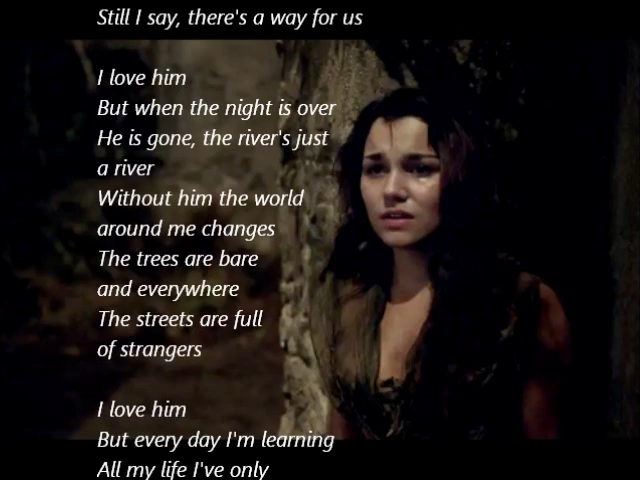 Still I say, there's a way for us
I love him
But when the night is over
He is gone, the river's just
a river
Without him the world
around me changes
The trees are bare
and everywhere
The streets are full
of strangers
I love him
But every day I'm learning
All my life I've only